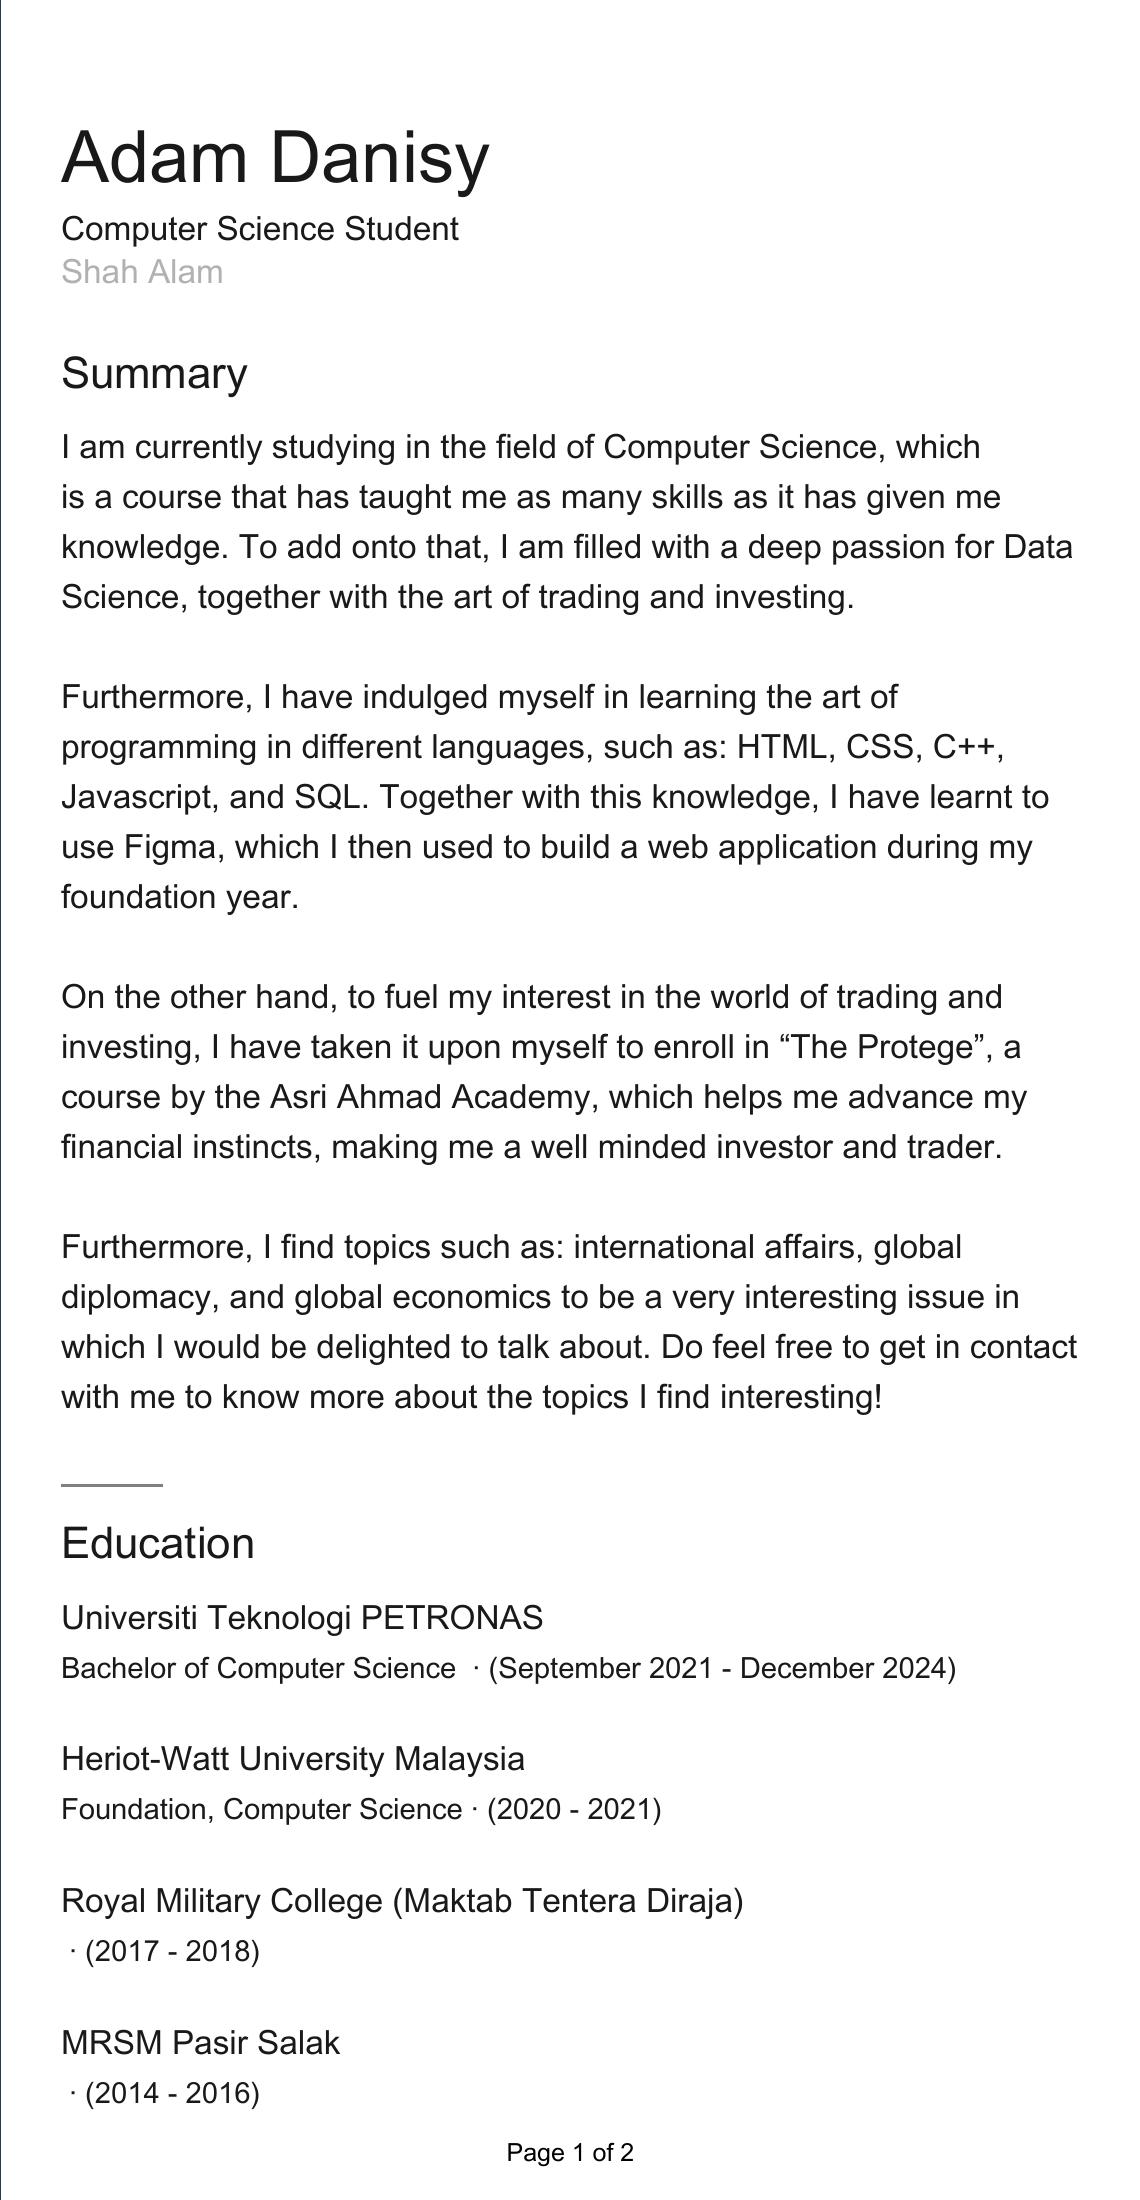 Adam Danisy
Computer Science Student
Shah Alam
Summary
I am currently studying in the field of Computer Science, which
is a course that has taught me as many skills as it has given me
knowledge. To add onto that, I am filled with a deep passion for Data
Science, together with the art of trading and investing.
Furthermore, I have indulged myself in learning the art of
programming in different languages, such as: HTML, CSS, C++,
Javascript, and SQL. Together with this knowledge, I have learnt to
use Figma, which I then used to build a web application during my
foundation year.
On the other hand, to fuel my interest in the world of trading and
investing, I have taken it upon myself to enroll in “The Protege”, a
course by the Asri Ahmad Academy, which helps me advance my
financial instincts, making me a well minded investor and trader.
Furthermore, I find topics such as: international affairs, global
diplomacy, and global economics to be a very interesting issue in
which I would be delighted to talk about. Do feel free to get in contact
with me to know more about the topics I find interesting!
Education
Universiti Teknologi PETRONAS
Bachelor of Computer Science · (September 2021 - December 2024)
Heriot-Watt University Malaysia
Foundation, Computer Science · (2020 - 2021)
Royal Military College (Maktab Tentera Diraja)
· (2017 - 2018)
MRSM Pasir Salak
· (2014 - 2016)
Page 1 of 2